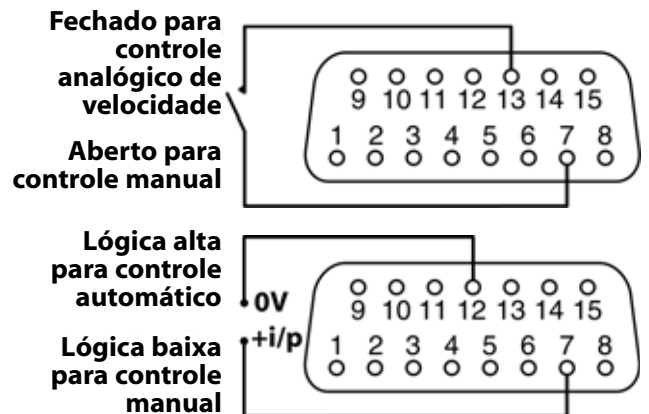 Fechado para
controle
analógico de
velocidade
Aberto para
controle manual
9 10 11 12 13 14 15
1 2 3 4 5 6 7 8
Lógica alta
para controle
automático
0V
+i/p
Lógica baixa
para controle
manual
9 10 11 12 13 14 15
1 2 3 4 5 6 7 8